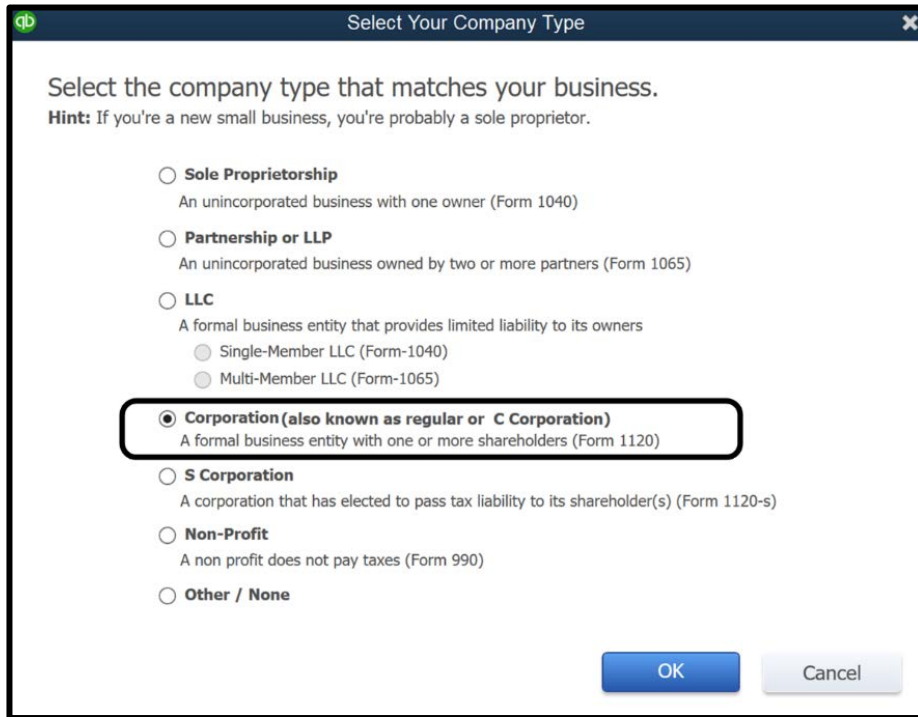 qb
Select Your Company Type
Select the company type that matches your business.
Hint: If you're a new small business, you're probably a sole proprietor.
Sole Proprietorship
An unincorporated business with one owner (Form 1040)
Partnership or LLP
An unincorporated business owned by two or more partners (Form 1065)
LLC
A formal business entity that provides limited liability to its owners
Single-Member LLC (Form-1040)
Multi-Member LLC (Form-1065)
Corporation (also known as regular or C Corporation)
A formal business entity with one or more shareholders (Form 1120)
S Corporation
A corporation that has elected to pass tax liability to its shareholder(s) (Form 1120-s)
Non-Profit
A non profit does not pay taxes (Form 990)
Other / None
OK
Cancel